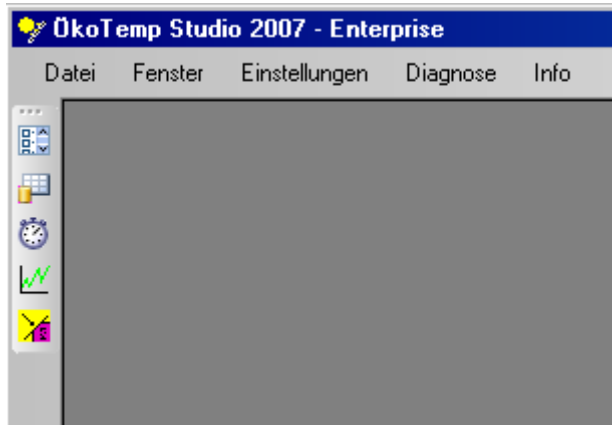 ÖkoTemp Studio 2007 - Enterprise
Datei Fenster Einstellungen Diagnose Info